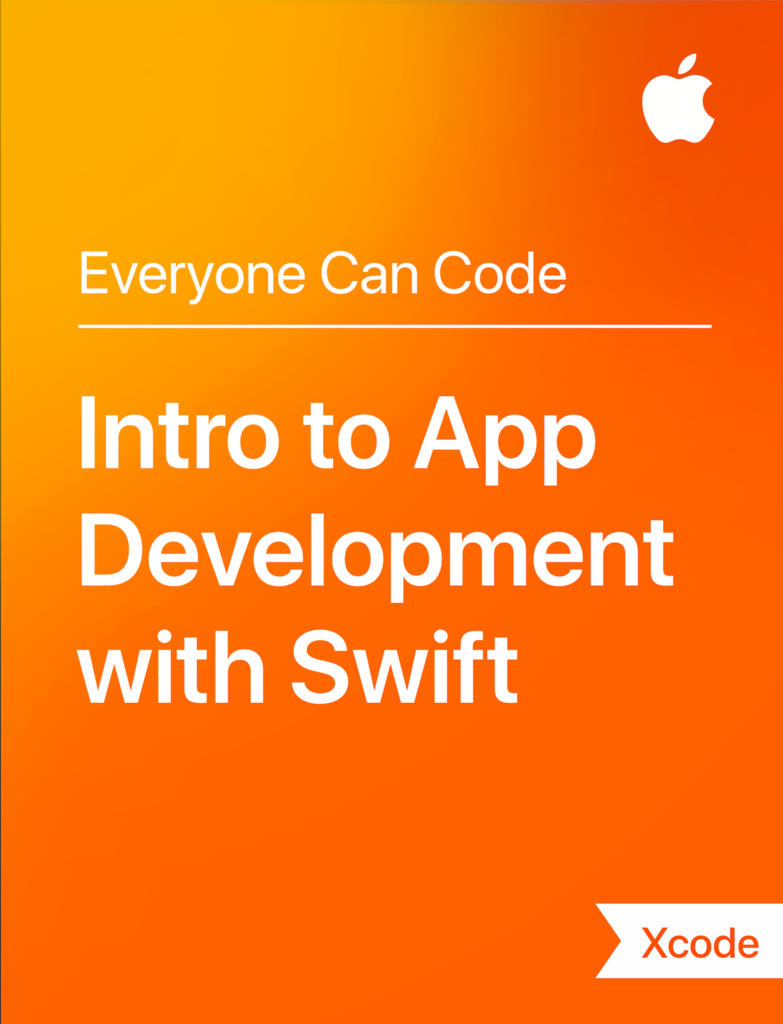 Everyone Can Code
Intro to App
Development
with Swift
Xcode